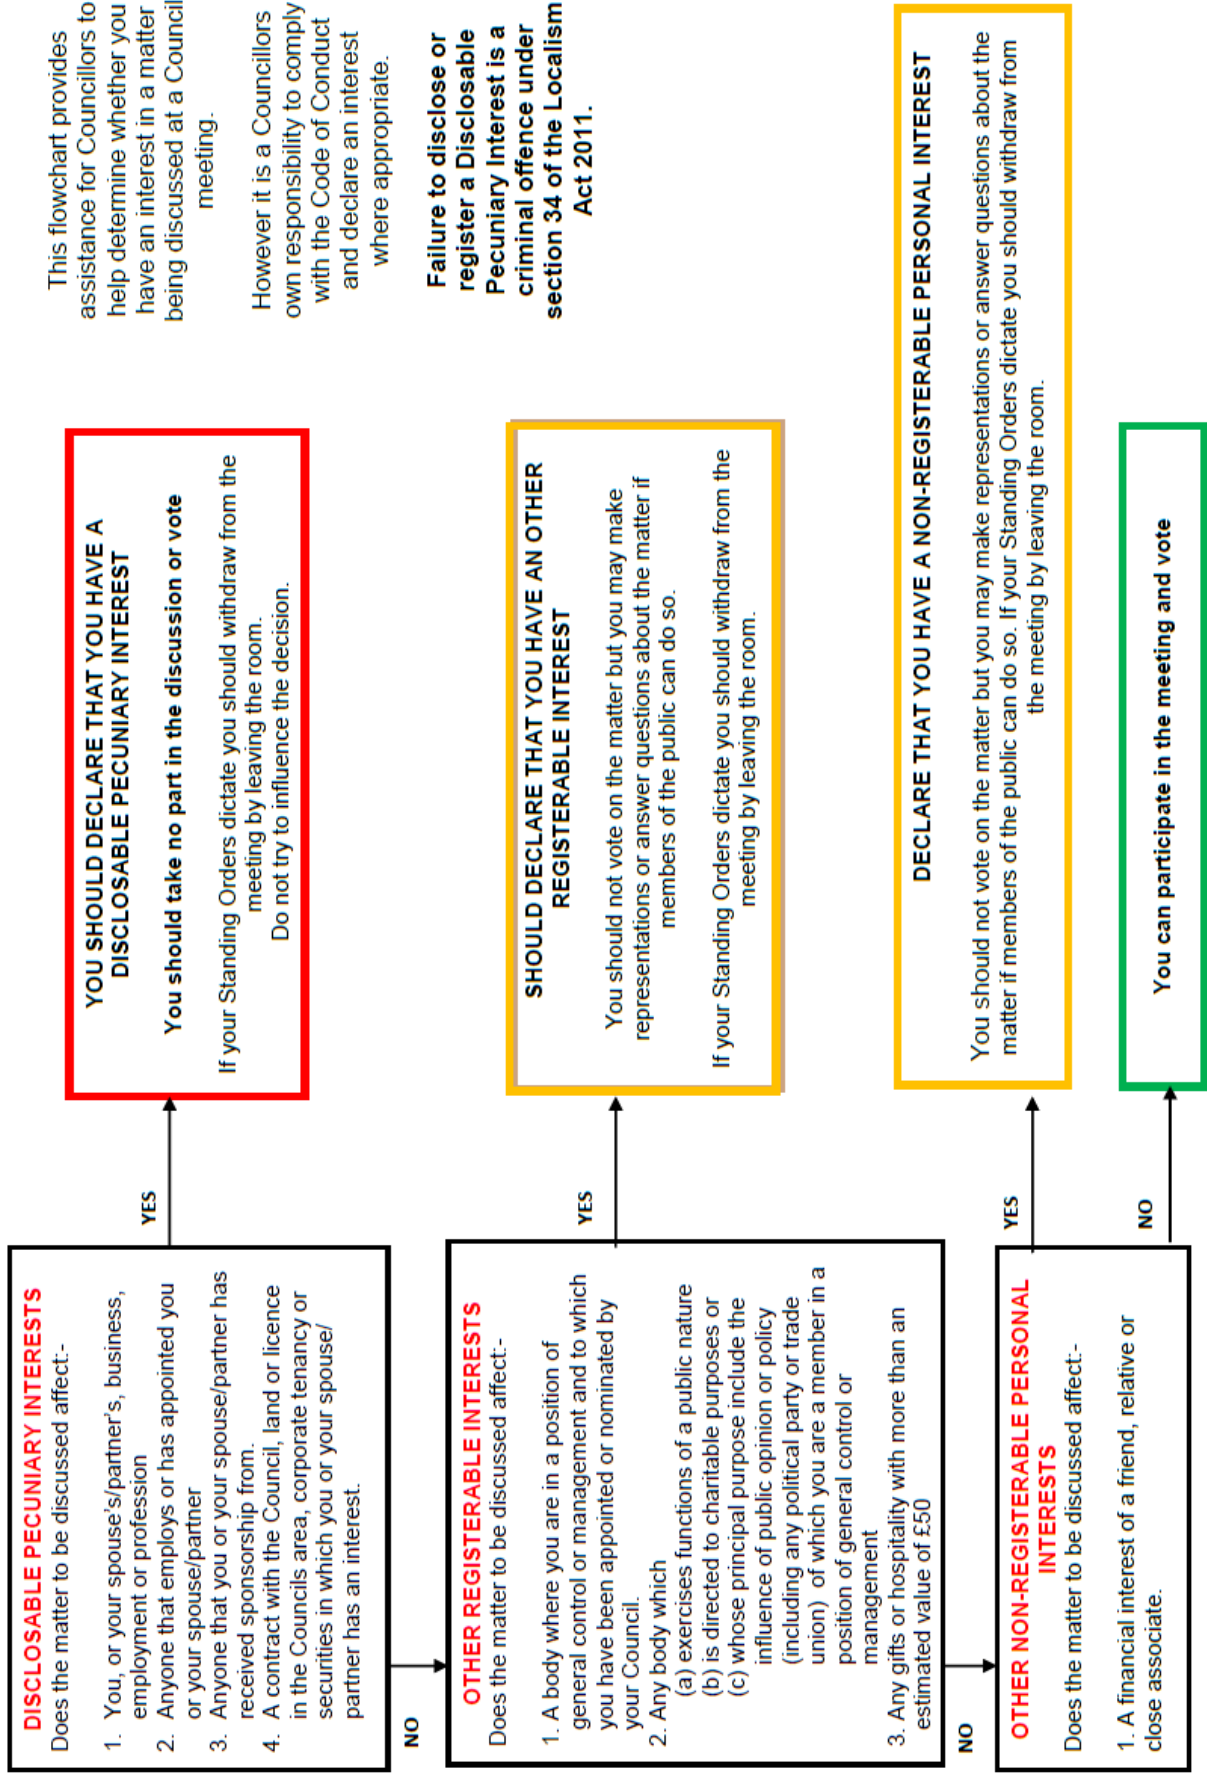 DISCLOSABLE PECUNIARY INTERESTS
Does the matter to be discussed affect:-
1. You, or your spouse's/partner's, business,
employment or profession
2. Anyone that employs or has appointed you
or your spouse/partner
3. Anyone that you or your spouse/partner has
received sponsorship from.
4. A contract with the Council, land or licence
in the Councils area, corporate tenancy or
securities in which you or your spouse/
partner has an interest.
YES
YOU SHOULD DECLARE THAT YOU HAVE A
DISCLOSABLE PECUNIARY INTEREST
You should take no part in the discussion or vote
If your Standing Orders dictate you should withdraw from the
meeting by leaving the room.
Do not try to influence the decision.
This flowchart provides
assistance for Councillors to
help determine whether you
have an interest in a matter
being discussed at a Council
meeting.
However it is a Councillors
own responsibility to comply
with the Code of Conduct
and declare an interest
where appropriate.
Failure to disclose or
register a Disclosable
Pecuniary Interest is a
criminal offence under
section 34 of the Localism
Act 2011.
NO
OTHER REGISTERABLE INTERESTS
Does the matter to be discussed affect:-
1. A body where you are in a position of
general control or management and to which
you have been appointed or nominated by
your Council.
2. Any body which
(a) exercises functions of a public nature
(b) is directed to charitable purposes or
(c) whose principal purpose include the
influence of public opinion or policy
(including any political party or trade
union) of which you are a member in a
position of general control or
management
3. Any gifts or hospitality with more than an
estimated value of £50
YES
SHOULD DECLARE THAT YOU HAVE AN OTHER
REGISTERABLE INTEREST
You should not vote on the matter but you may make
representations or answer questions about the matter if
members of the public can do so.
If your Standing Orders dictate you should withdraw from the
meeting by leaving the room.
NO
OTHER NON-REGISTERABLE PERSONAL
INTERESTS
Does the matter to be discussed affect:-
1. A financial interest of a friend, relative or
close associate.
YES
DECLARE THAT YOU HAVE A NON-REGISTERABLE PERSONAL INTEREST
You should not vote on the matter but you may make representations or answer questions about the
matter if members of the public can do so. If your Standing Orders dictate you should withdraw from
the meeting by leaving the room.
NO
You can participate in the meeting and vote